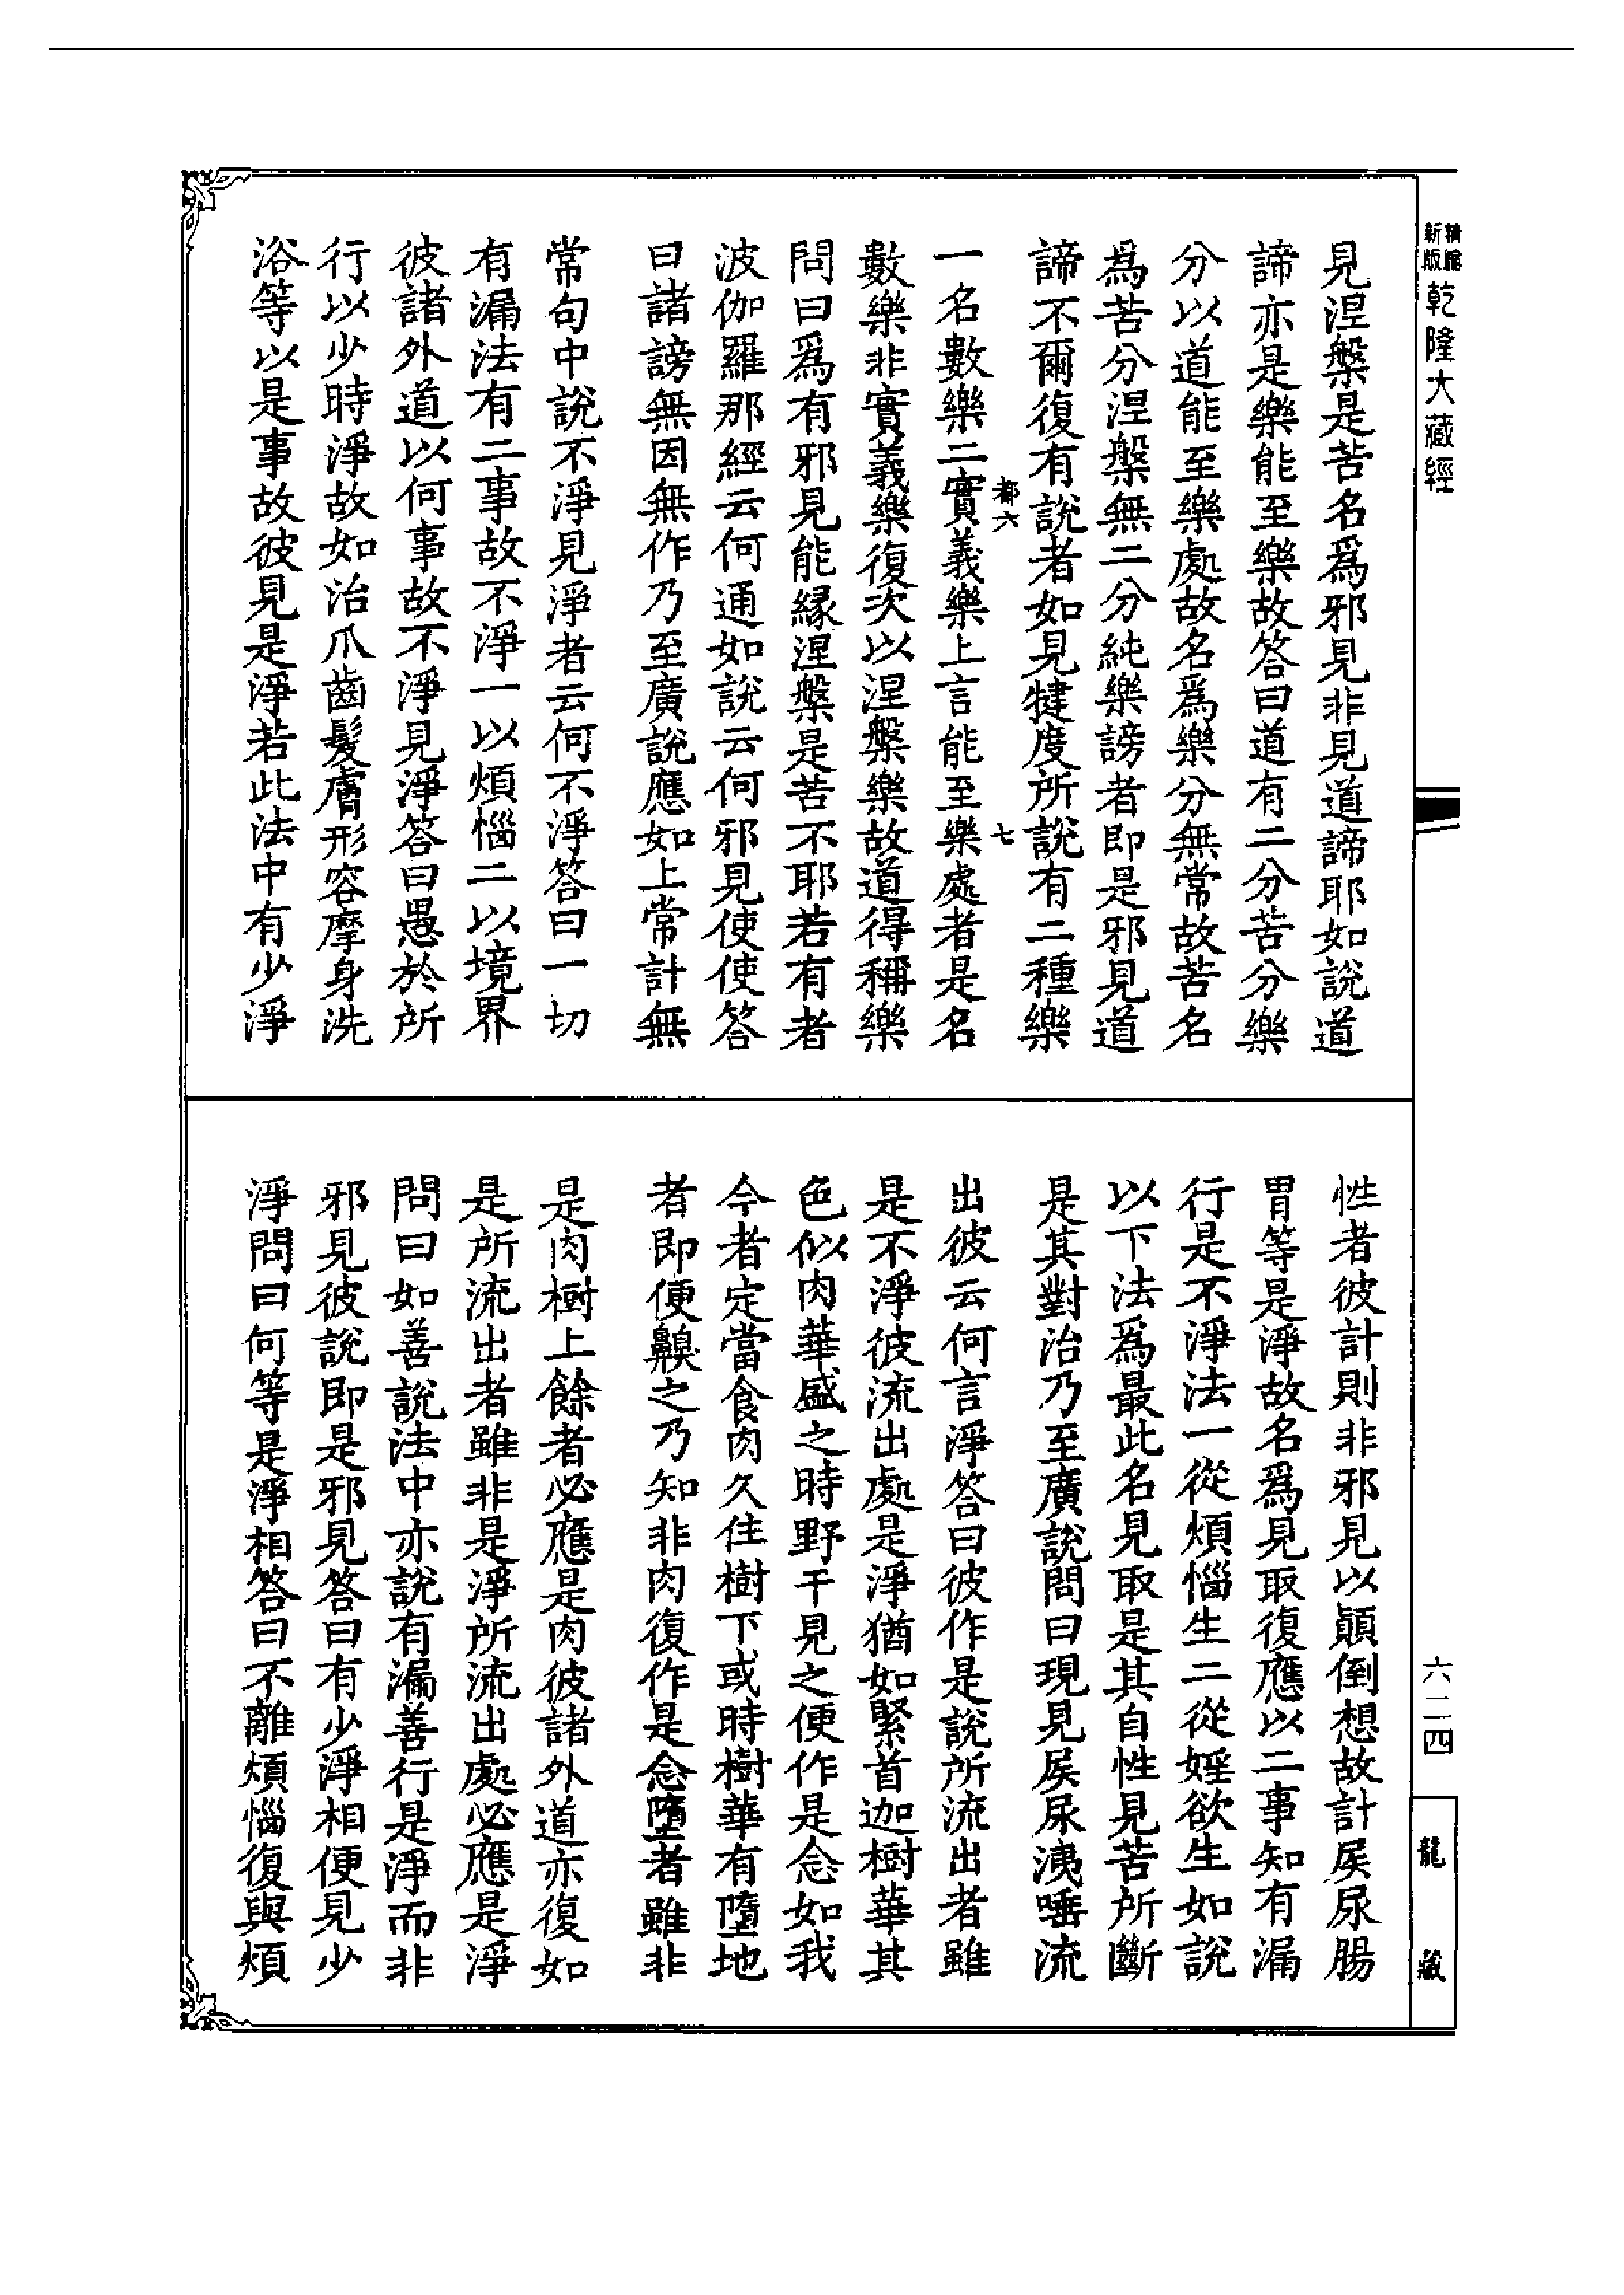 精縮新版乾隆大藏經
見涅槃是苦名爲邪見非見道諦耶如說道
諦亦是樂能至樂故答曰道有二分苦分樂
分以道能至樂處故名爲樂分無常故苦名
爲苦分涅槃無二分純樂謗者即是邪見道
諦不爾復有說者如見犍度所說有二種樂
都六 七
一名數樂二實義樂上言能至樂處者是名
數樂非實義樂復次以涅槃樂故道得稱樂
問曰爲有邪見能緣涅槃是苦不耶若有者
波伽羅那經云何通如說云何邪見使使答
曰諸謗無因無作乃至廣說應如上常計無
常句中說不淨見淨者云何不淨答曰一切
有漏法有二事故不淨一以煩惱二以境界
彼諸外道以何事故不淨見淨答曰愚於所
行以少時淨故如治爪齒髮膚形容摩身洗
浴等以是事故彼見是淨若此法中有少淨
性者彼計則非邪見以顚倒想故計屎尿腸
胃等是淨故名爲見取復應以二事知有漏
行是不淨法一從煩惱生二從婬欲生如說
以下法爲最此名見取是其自性見苦所斷
是其對治乃至廣說問曰現見屎尿洟唾流
出彼云何言淨答曰彼作是說所流出者雖
是不淨彼流出處是淨猶如緊首迦樹華其
色似肉華盛之時野干見之便作是念如我
今者定當食肉久住樹下或時樹華有墮地
者即便齅之乃知非肉復作是念墮者雖非
是肉樹上餘者必應是肉彼諸外道亦復如
是所流出者雖非是淨所流出處必應是淨
問曰如善說法中亦說有漏善行是淨而非
邪見彼說即是邪見答曰有少淨相便見少
淨問曰何等是淨相答曰不離煩惱復與煩
六二四
龍藏